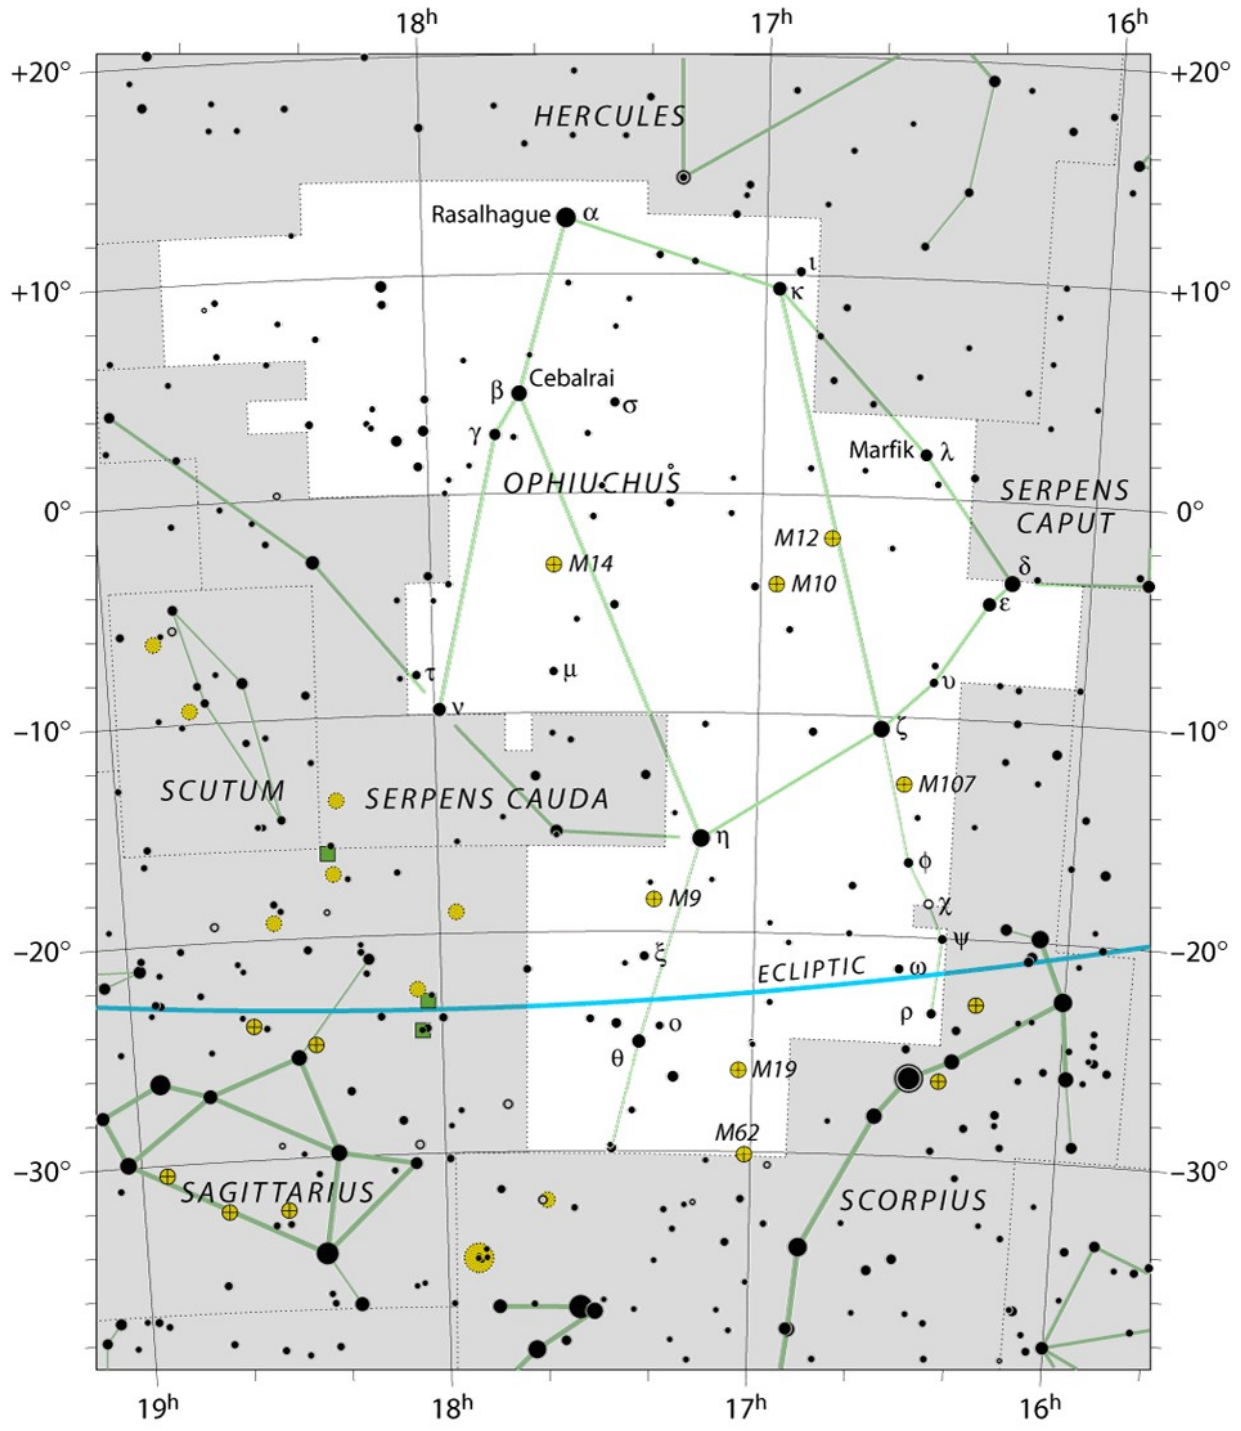 18h 17h 16h
+20° +20°
HERCULES
Rasalhague α
ι
+10° κ +10°
Cebalrai
β σ
γ Marfik λ
OPHIUCHUS SERPENS
CAPUT
0° 0°
M12
M14 M10 δ
ε
τ μ υ
ν
-10° ζ -10°
SCUTUM SERPENS CAUDA M107
η
ϕ
M9 χ
-20° ξ ψ -20°
ECLIPTIC ω
ο ρ
θ
M19
M62
-30° -30°
SAGITTARIUS SCORPIUS
19h 18h 17h 16h